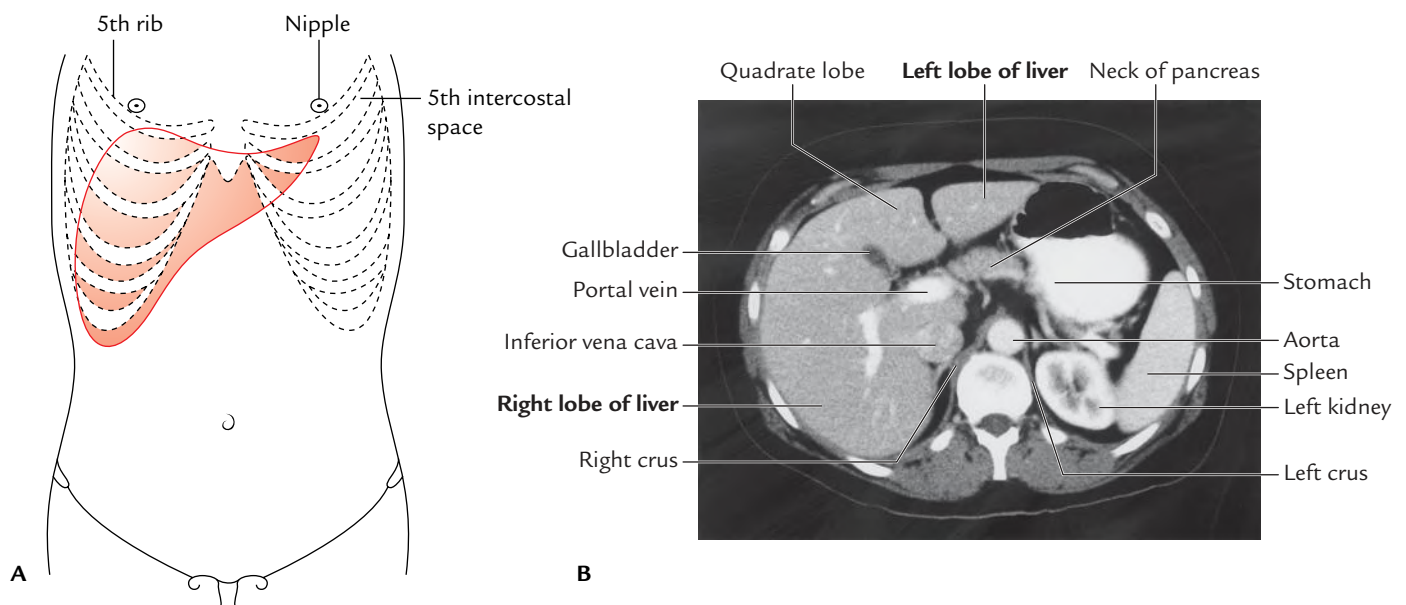 5th rib
Nipple
5th intercostal
space
A
Quadrate lobe
Left lobe of liver
Neck of pancreas
Gallbladder
Portal vein
Inferior vena cava
Right lobe of liver
Right crus
Stomach
Aorta
Spleen
Left kidney
Left crus
B